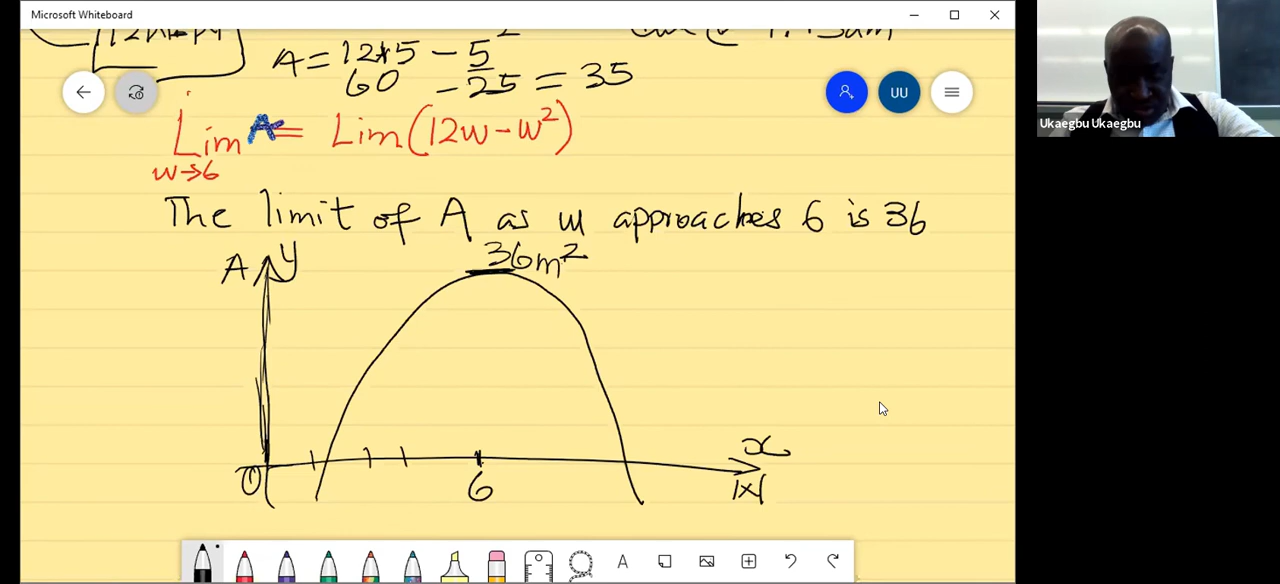 Microsoft Whiteboard
A = 12*5 - 5²
60 - 25 = 35
UU
Ukaegbu Ukaegbu
Lim A = Lim (12w - w²)
w→6
The limit of A as w approaches 6 is 36
A y
36m²
x
0
6
W
A